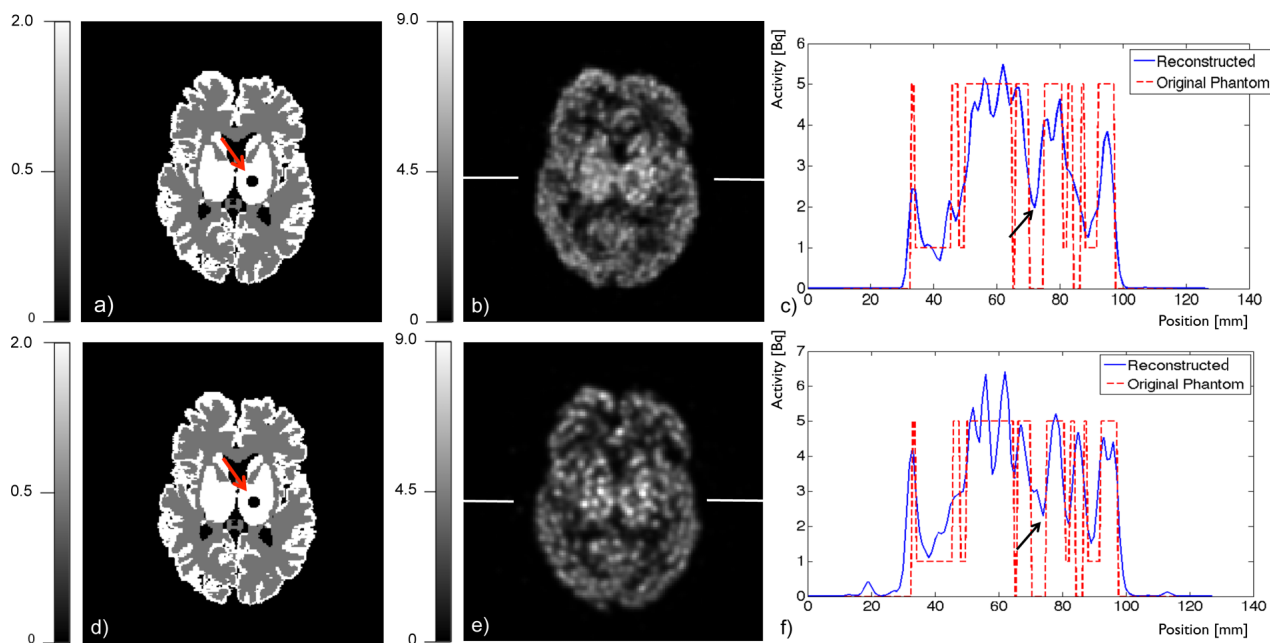 2.0
0.5
0
a)
9.0
4.5
0
b)
Activity [Bq]
6
5
4
3
2
1
0
0 20 40 60 80 100 120 140
Position [mm]
Reconstructed
Original Phantom
c)
2.0
0.5
0
d)
9.0
4.5
0
e)
Activity [Bq]
7
6
5
4
3
2
1
0
0 20 40 60 80 100 120 140
Position [mm]
Reconstructed
Original Phantom
f)